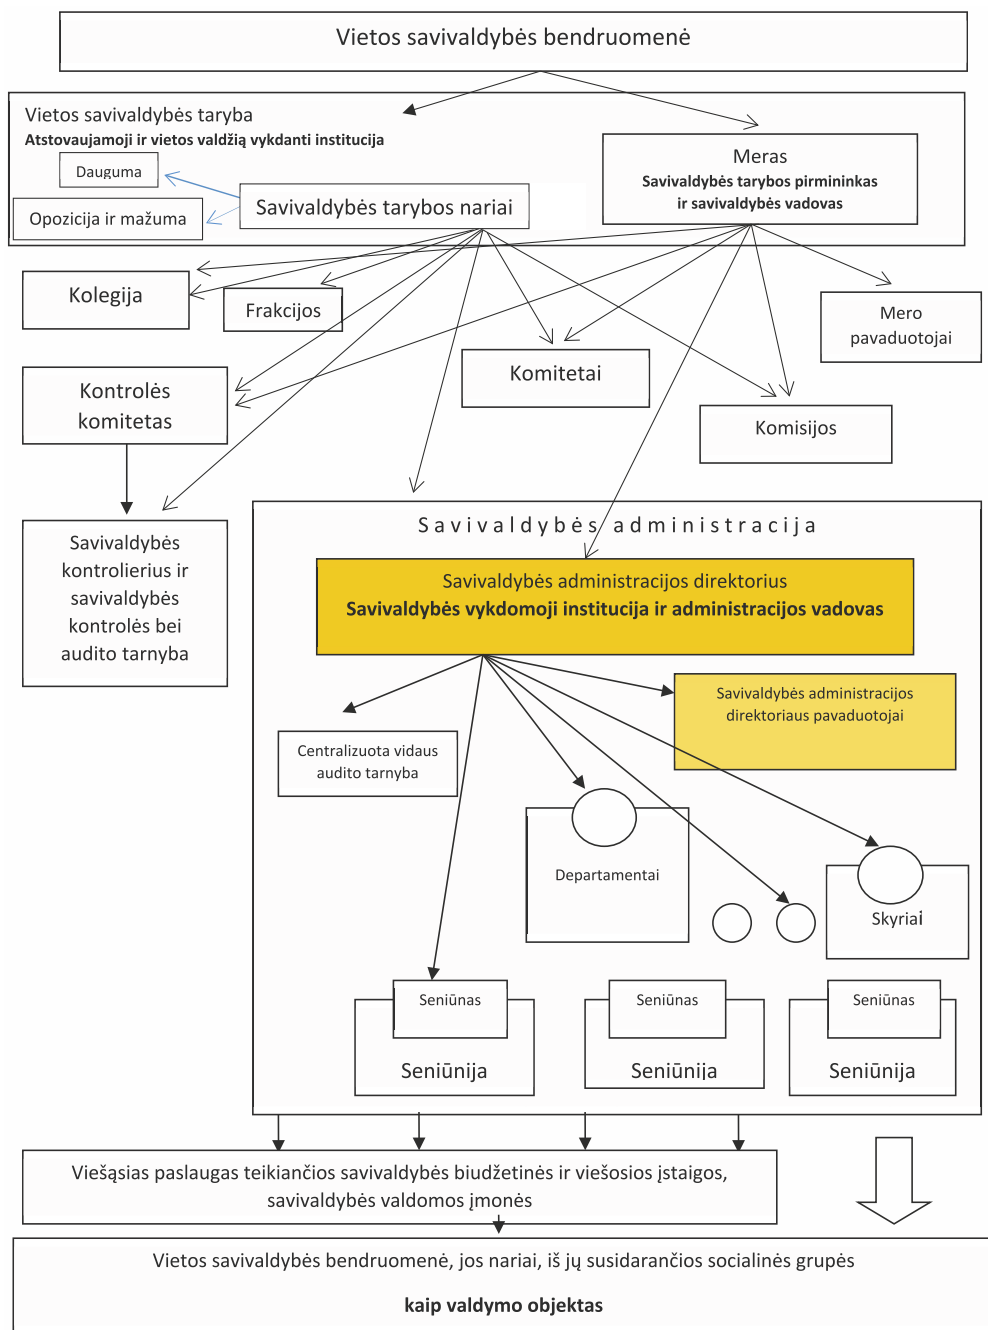 Vietos savivaldybės bendruomenė
Vietos savivaldybės taryba
Atstovaujamoji ir vietos valdžią vykdanti institucija
Dauguma
Opozicija ir mažuma
Savivaldybės tarybos nariai
Meras
Savivaldybės tarybos pirmininkas
ir savivaldybės vadovas
Kolegija
Frakcijos
Mero
pavaduotojai
Komitetai
Kontrolės
komitetas
Komisijos
Savivaldybės
kontrolierius ir
savivaldybės
kontrolės bei
audito tarnyba
Savivaldybės administracija
Savivaldybės administracijos direktorius
Savivaldybės vykdomoji institucija ir administracijos vadovas
Savivaldybės administracijos
direktoriaus pavaduotojai
Centralizuota vidaus
audito tarnyba
Departamentai
Skyriai
Seniūnas
Seniūnija
Seniūnas
Seniūnija
Seniūnas
Seniūnija
Viešąsias paslaugas teikiančios savivaldybės biudžetinės ir viešosios įstaigos,
savivaldybės valdomos įmonės
Vietos savivaldybės bendruomenė, jos nariai, iš jų susidarančios socialinės grupės
kaip valdymo objektas